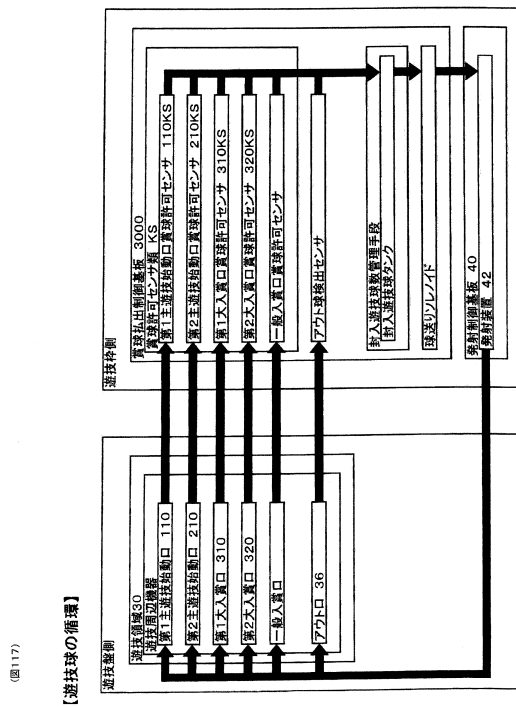 (図117)
【遊技球の循環】
遊技盤側
遊技領域30
遊技周辺機器
第1主遊技始動口 110
第2主遊技始動口 210
第1大入賞口 310
第2大入賞口 320
一般入賞口
アウト口 36
遊技枠側
賞球払出制御基板 3000
賞球許可センサ類 KS
第1主遊技始動口賞球許可センサ 110KS
第2主遊技始動口賞球許可センサ 210KS
第1大入賞口賞球許可センサ 310KS
第2大入賞口賞球許可センサ 320KS
一般入賞口賞球許可センサ
アウト球検出センサ
封入遊技球数管理手段
封入遊技球タンク
球送りソレノイド
発射制御基板 40
発射装置 42